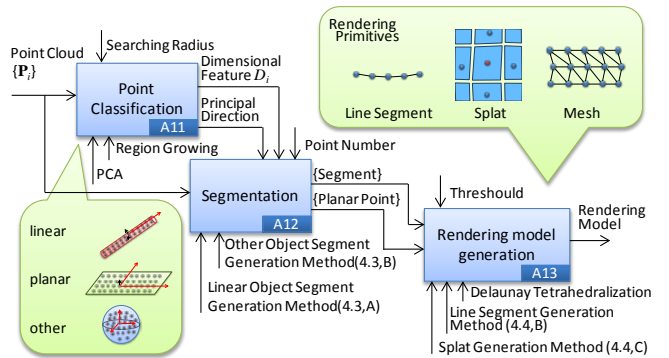 Rendering
Primitives
Line Segment
Splat
Mesh
Searching Radius
Point Cloud
{𝐏ᵢ}
Dimensional
Feature Dᵢ
Point
Classification
A11
Principal
Direction
Region Growing
PCA
Point Number
Segmentation
A12
{Segment}
{Planar Point}
Threshould
Rendering model
generation
A13
Rendering
Model
linear
planar
other
Other Object Segment
Generation Method(4.3,B)
Linear Object Segment
Generation Method(4.3,A)
Delaunay Tetrahedralization
Line Segment Generation
Method (4.4,B)
Splat Generation Method (4.4,C)